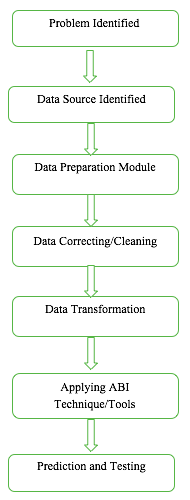 Problem Identified
Data Source Identified
Data Preparation Module
Data Correcting/Cleaning
Data Transformation
Applying ABI
Technique/Tools
Prediction and Testing